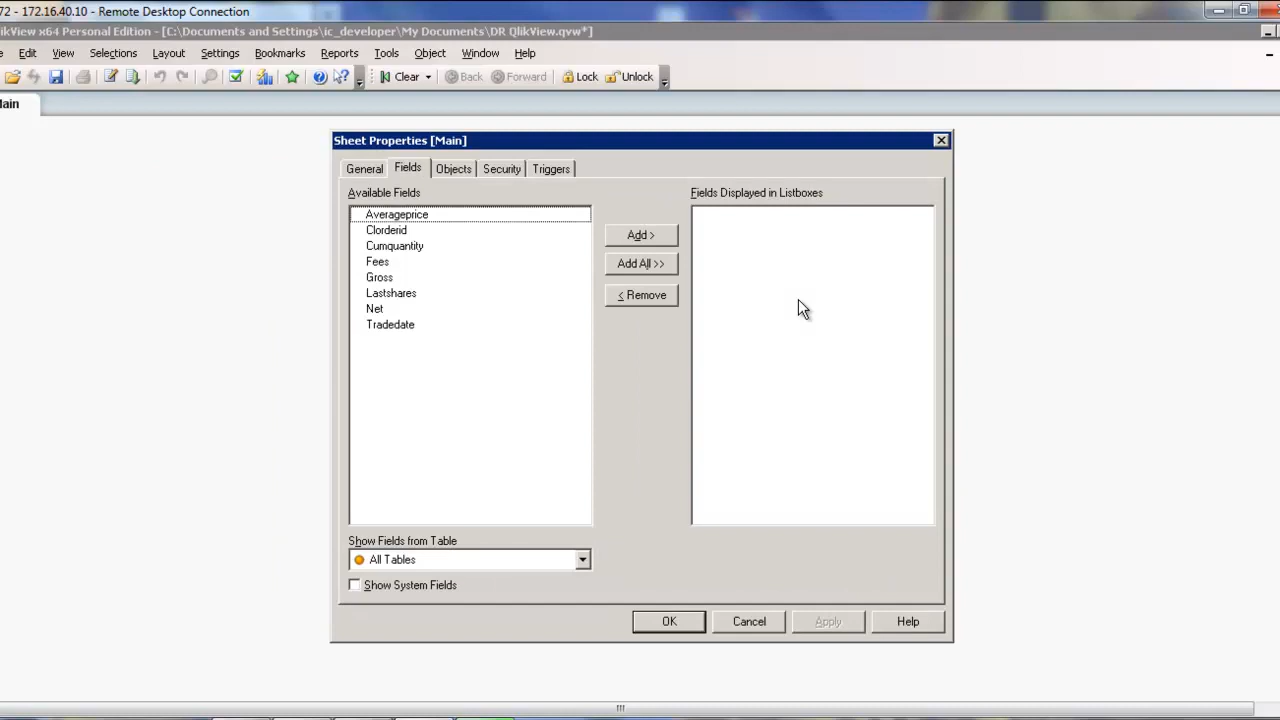 72 - 172.16.40.10 - Remote Desktop Connection
likView x64 Personal Edition - [C:\Documents and Settings\ic_developer\My Documents\DR QlikView.qvw*]
Edit View Selections Layout Settings Bookmarks Reports Tools Object Window Help
Clear Back Forward Lock Unlock
Main
Sheet Properties [Main]
General Fields Objects Security Triggers
Available Fields
Fields Displayed in Listboxes
Averageprice
Clorderid
Cumquantity
Fees
Gross
Lastshares
Net
Tradedate
Add >
Add All >>
< Remove
Show Fields from Table
All Tables
Show System Fields
OK Cancel Apply Help